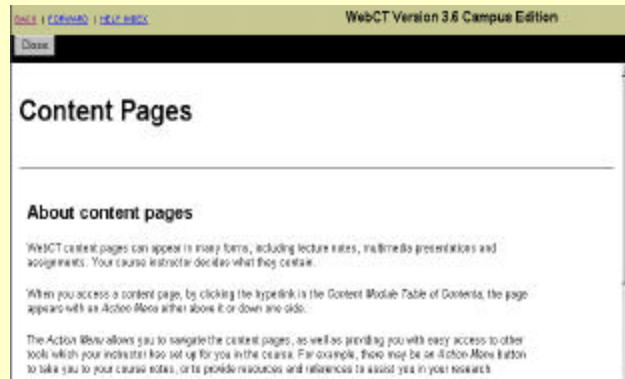 BACK | FORWARD | HELP INDEX
WebCT Version 3.6 Campus Edition
Close
Content Pages
About content pages
WebCT content pages can appear in many forms, including lecture notes, multimedia presentations and
assignments. Your course instructor decides what they contain.
When you access a content page, by clicking the hyperlink in the Content Module Table of Contents, the page
appears with an Action Menu either above it or down one side.
The Action Menu allows you to navigate the content pages, as well as providing you with easy access to other
tools which your instructor has set up for you in the course. For example, there may be an Action Menu button
to take you to your course notes, or to provide resources and references to assist you in your research